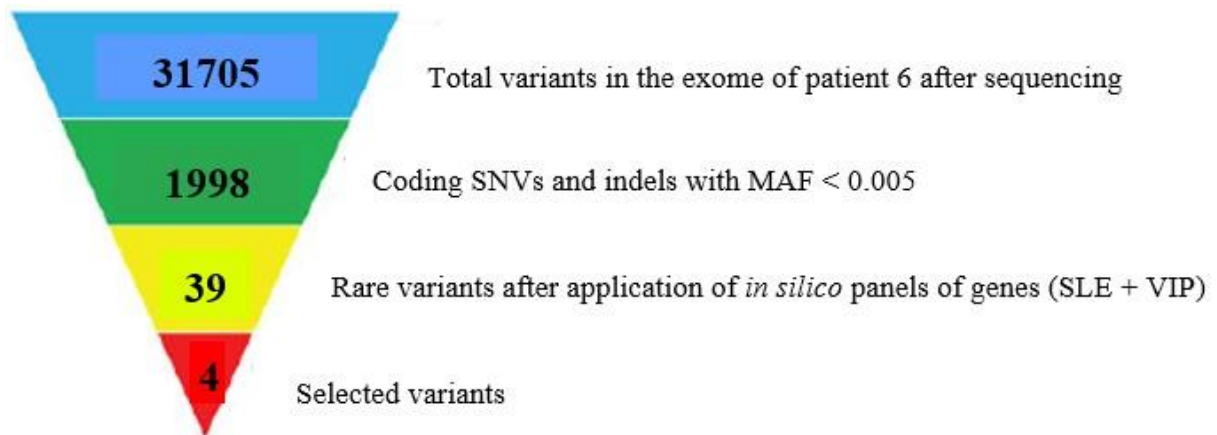 31705 Total variants in the exome of patient 6 after sequencing
1998 Coding SNVs and indels with MAF < 0.005
39 Rare variants after application of in silico panels of genes (SLE + VIP)
4 Selected variants